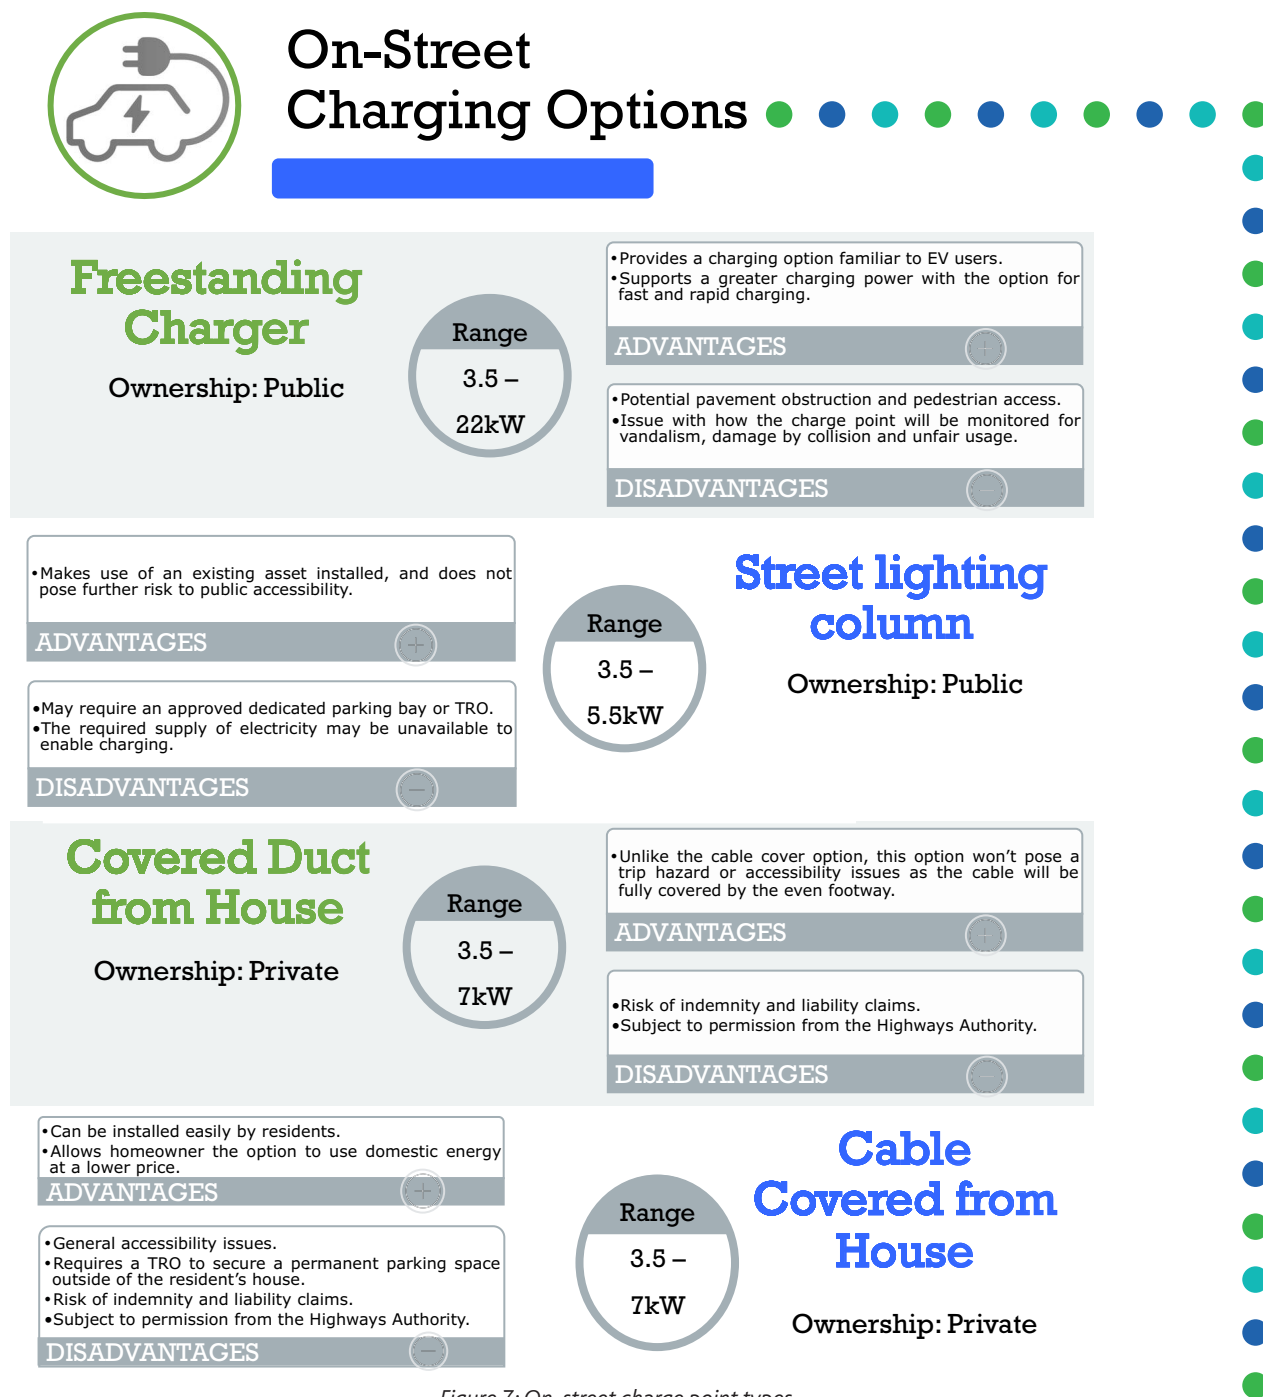 On-Street
Charging Options
Freestanding
Charger
Ownership: Public
Range
3.5 –
22kW
•Provides a charging option familiar to EV users.
•Supports a greater charging power with the option for
fast and rapid charging.
ADVANTAGES
•Potential pavement obstruction and pedestrian access.
•Issue with how the charge point will be monitored for
vandalism, damage by collision and unfair usage.
DISADVANTAGES
•Makes use of an existing asset installed, and does not
pose further risk to public accessibility.
ADVANTAGES
•May require an approved dedicated parking bay or TRO.
•The required supply of electricity may be unavailable to
enable charging.
DISADVANTAGES
Range
3.5 –
5.5kW
Street lighting
column
Ownership: Public
Covered Duct
from House
Ownership: Private
Range
3.5 –
7kW
•Unlike the cable cover option, this option won’t pose a
trip hazard or accessibility issues as the cable will be
fully covered by the even footway.
ADVANTAGES
•Risk of indemnity and liability claims.
•Subject to permission from the Highways Authority.
DISADVANTAGES
•Can be installed easily by residents.
•Allows homeowner the option to use domestic energy
at a lower price.
ADVANTAGES
•General accessibility issues.
•Requires a TRO to secure a permanent parking space
outside of the resident’s house.
•Risk of indemnity and liability claims.
•Subject to permission from the Highways Authority.
DISADVANTAGES
Range
3.5 –
7kW
Cable
Covered from
House
Ownership: Private
Figure 7: On-street charge point types